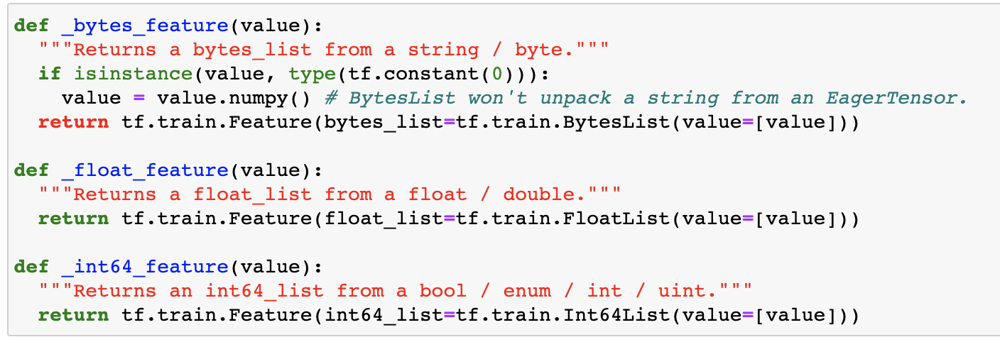 def _bytes_feature(value):
  """Returns a bytes_list from a string / byte."""
  if isinstance(value, type(tf.constant(0))):
    value = value.numpy() # BytesList won't unpack a string from an EagerTensor.
  return tf.train.Feature(bytes_list=tf.train.BytesList(value=[value]))

def _float_feature(value):
  """Returns a float_list from a float / double."""
  return tf.train.Feature(float_list=tf.train.FloatList(value=[value]))

def _int64_feature(value):
  """Returns an int64_list from a bool / enum / int / uint."""
  return tf.train.Feature(int64_list=tf.train.Int64List(value=[value]))